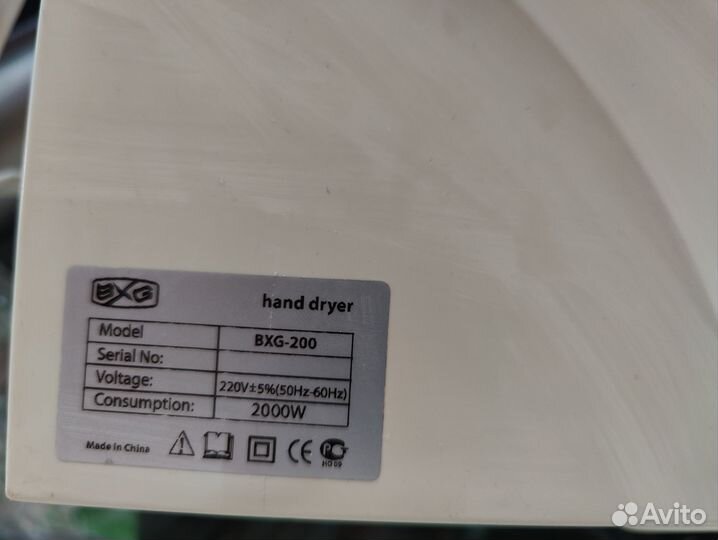 BXG
hand dryer
Model BXG-200
Serial No:
Voltage: 220V±5%(50Hz-60Hz)
Consumption: 2000W
Made in China
CE
РСТ
Avito